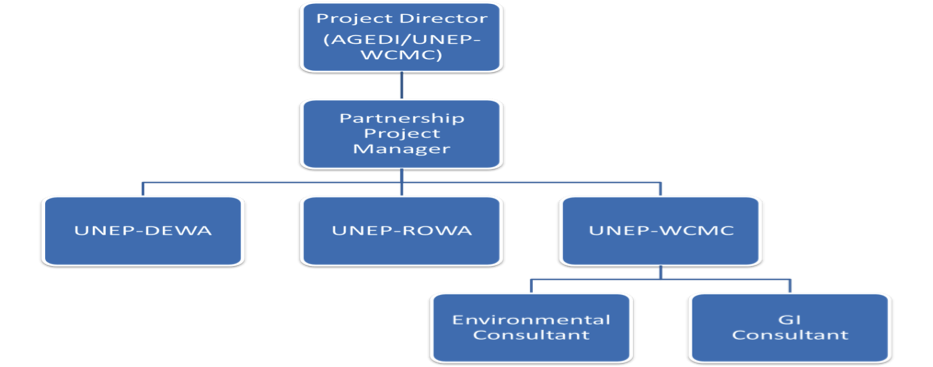 Project Director
(AGEDI/UNEP-
WCMC)
Partnership
Project
Manager
UNEP-DEWA
UNEP-ROWA
UNEP-WCMC
Environmental
Consultant
GI
Consultant